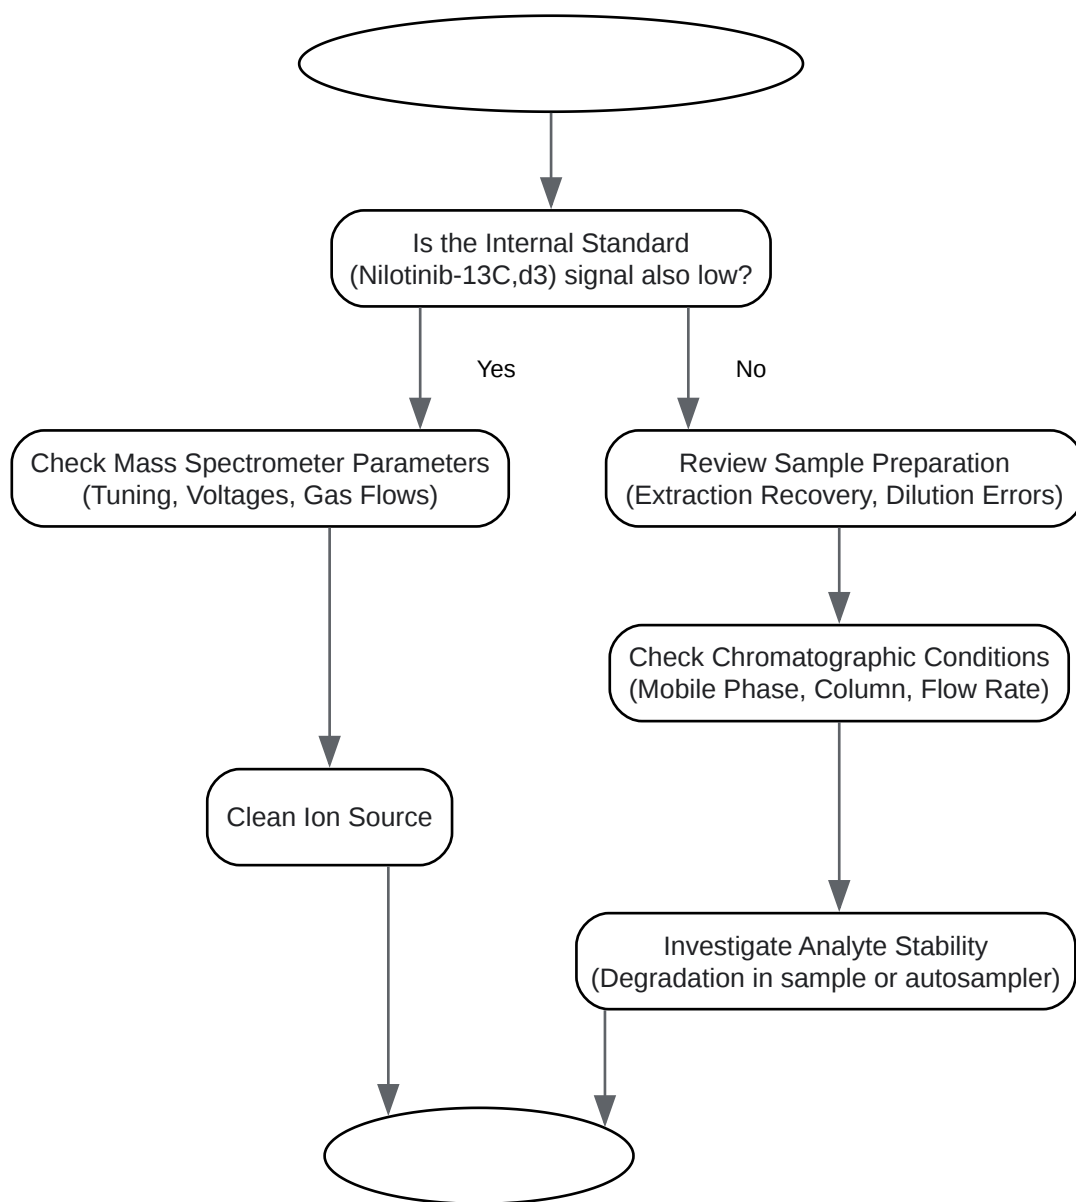 Is the Internal Standard
(Nilotinib-13C,d3) signal also low?
Yes
No
Check Mass Spectrometer Parameters
(Tuning, Voltages, Gas Flows)
Review Sample Preparation
(Extraction Recovery, Dilution Errors)
Check Chromatographic Conditions
(Mobile Phase, Column, Flow Rate)
Clean Ion Source
Investigate Analyte Stability
(Degradation in sample or autosampler)